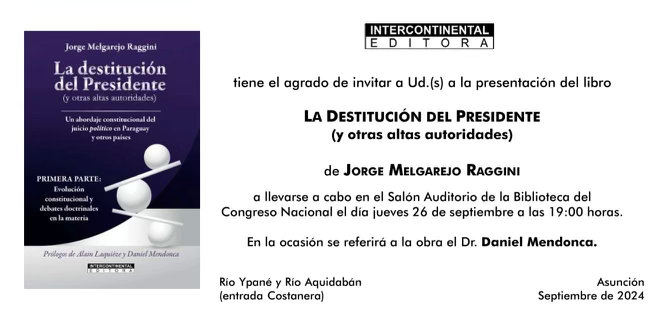 Jorge Melgarejo Raggini
La destitución
del Presidente
(y otras altas autoridades)
Un abordaje constitucional del
juicio político en Paraguay
y otros países
PRIMERA PARTE:
Evolución
constitucional y
debates doctrinales
en la materia
Prólogos de Alain Laquièze y Daniel Mendonca
INTERCONTINENTAL
EDITORA
INTERCONTINENTAL
EDITORA
tiene el agrado de invitar a Ud.(s) a la presentación del libro
LA DESTITUCIÓN DEL PRESIDENTE
(y otras altas autoridades)
de JORGE MELGAREJO RAGGINI
a llevarse a cabo en el Salón Auditorio de la Biblioteca del
Congreso Nacional el día jueves 26 de septiembre a las 19:00 horas.
En la ocasión se referirá a la obra el Dr. Daniel Mendonca.
Río Ypané y Río Aquidabán
(entrada Costanera)
Asunción
Septiembre de 2024